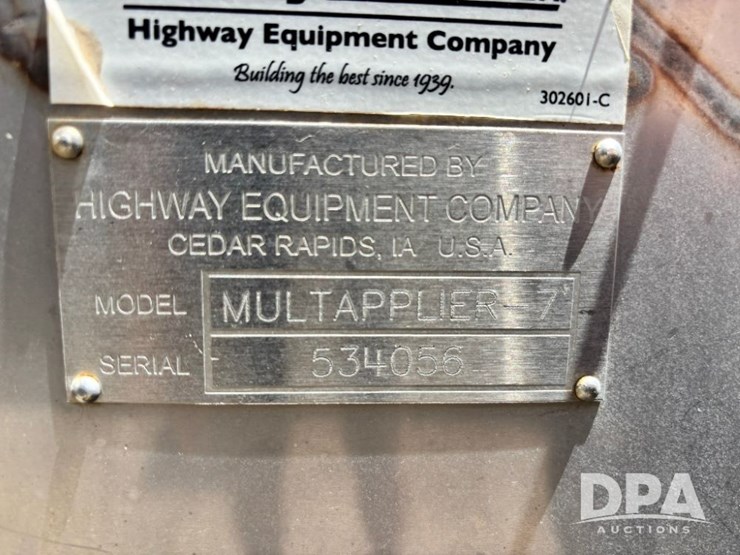 Highway Equipment Company
Building the best since 1939.
302601-C
MANUFACTURED BY
HIGHWAY EQUIPMENT COMPANY
CEDAR RAPIDS, IA U.S.A.
MODEL MULTAPPLIER-7'
SERIAL 534056
DPA
AUCTIONS